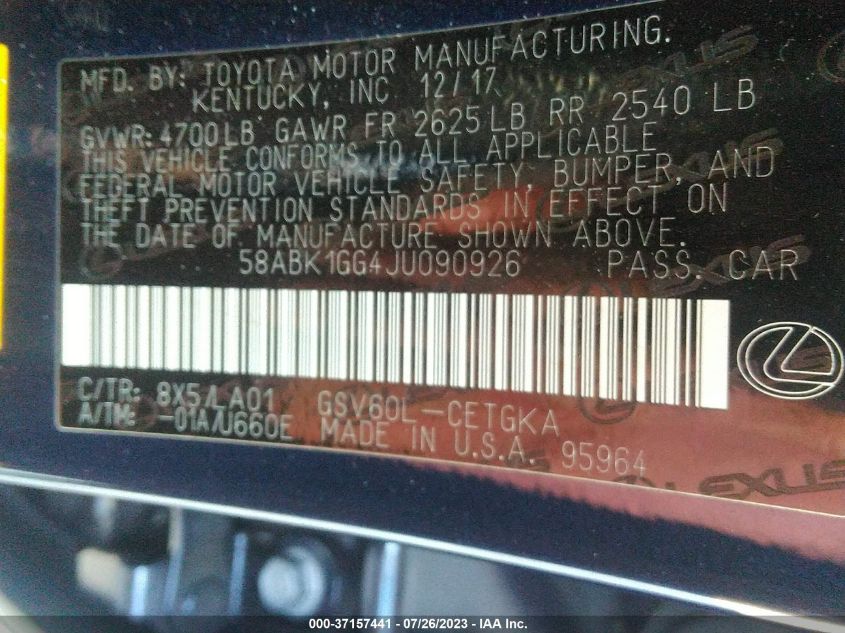 MFD. BY: TOYOTA MOTOR MANUFACTURING.
KENTUCKY, INC 12/17
GVWR: 4700LB GAWR FR 2625 LB RR 2540 LB
THIS VEHICLE CONFORMS TO ALL APPLICABLE
FEDERAL MOTOR VEHICLE SAFETY, BUMPER, AND
THEFT PREVENTION STANDARDS IN EFFECT ON
THE DATE OF MANUFACTURE SHOWN ABOVE.
58ABK1GG4JU090926 PASS. CAR
C/TR: 8X5/LA01 GSV60L-CETGKA
A/TM: -01A/U660E MADE IN U.S.A. 95964
LEXUS
000-37157441 - 07/26/2023 - IAA Inc.